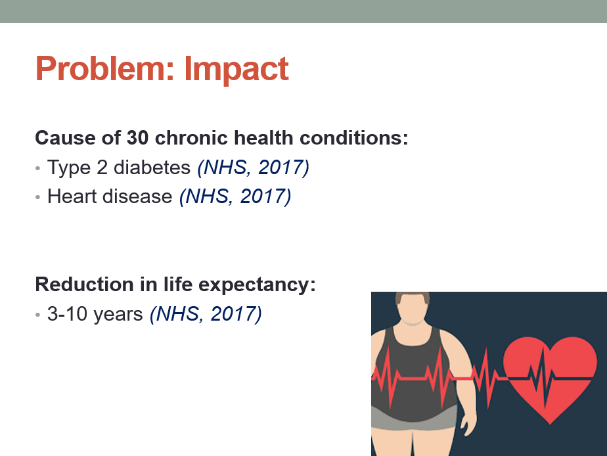 Problem: Impact
Cause of 30 chronic health conditions:
• Type 2 diabetes (NHS, 2017)
• Heart disease (NHS, 2017)
Reduction in life expectancy:
• 3-10 years (NHS, 2017)